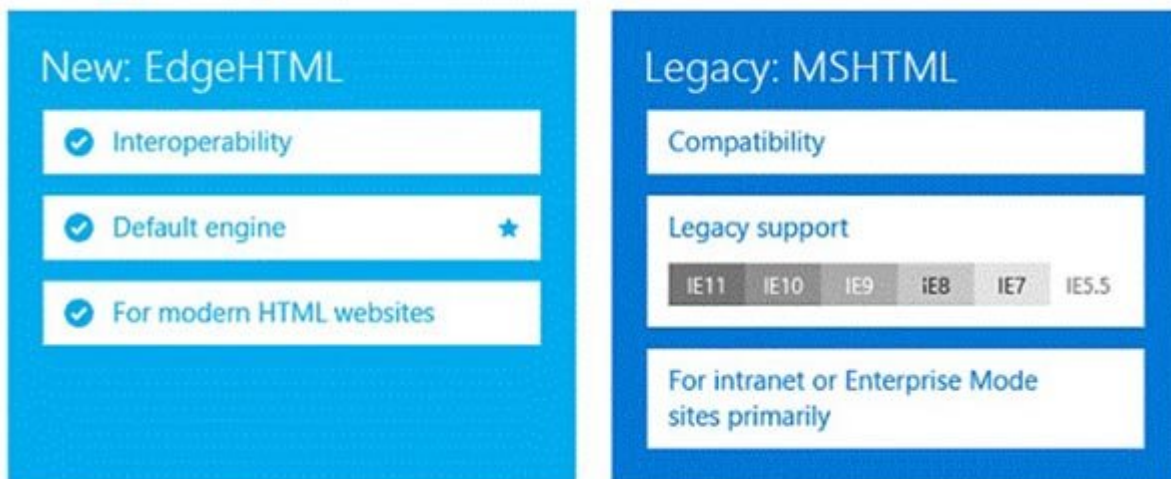 New: EdgeHTML
Interoperability
Default engine
For modern HTML websites
Legacy: MSHTML
Compatibility
Legacy support
IE11 IE10 IE9 IE8 IE7 IE5.5
For intranet or Enterprise Mode
sites primarily